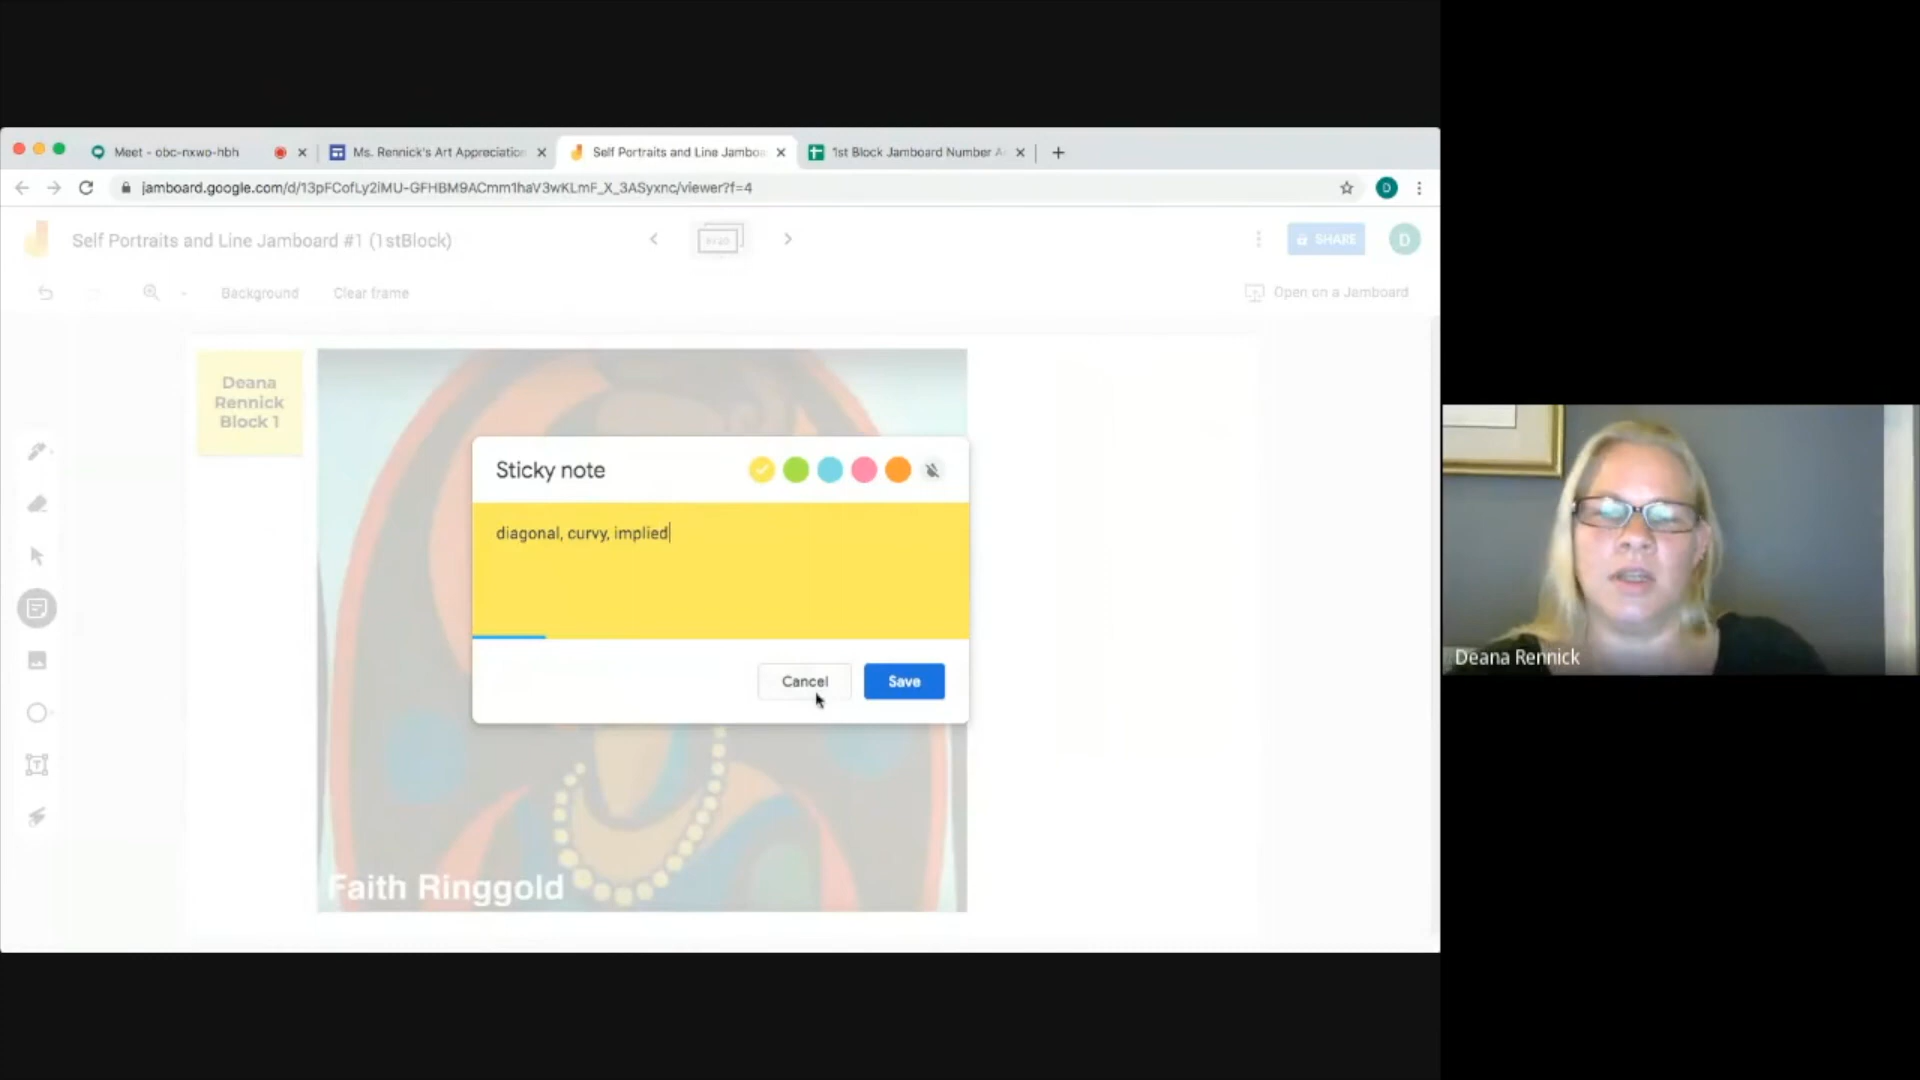 Meet - obc-nxwo-hbh
Ms. Rennick's Art Appreciation
Self Portraits and Line Jamboa
1st Block Jamboard Number A
jamboard.google.com/d/13pFCofLy2iMU-GFHBM9ACmm1haV3wKLmF_X_3ASyxnc/viewer?f=4
D
Self Portraits and Line Jamboard #1 (1stBlock)
SHARE
D
Background
Clear frame
Open on a Jamboard
Deana
Rennick
Block 1
Sticky note
diagonal, curvy, implied
Cancel
Save
Faith Ringgold
Deana Rennick